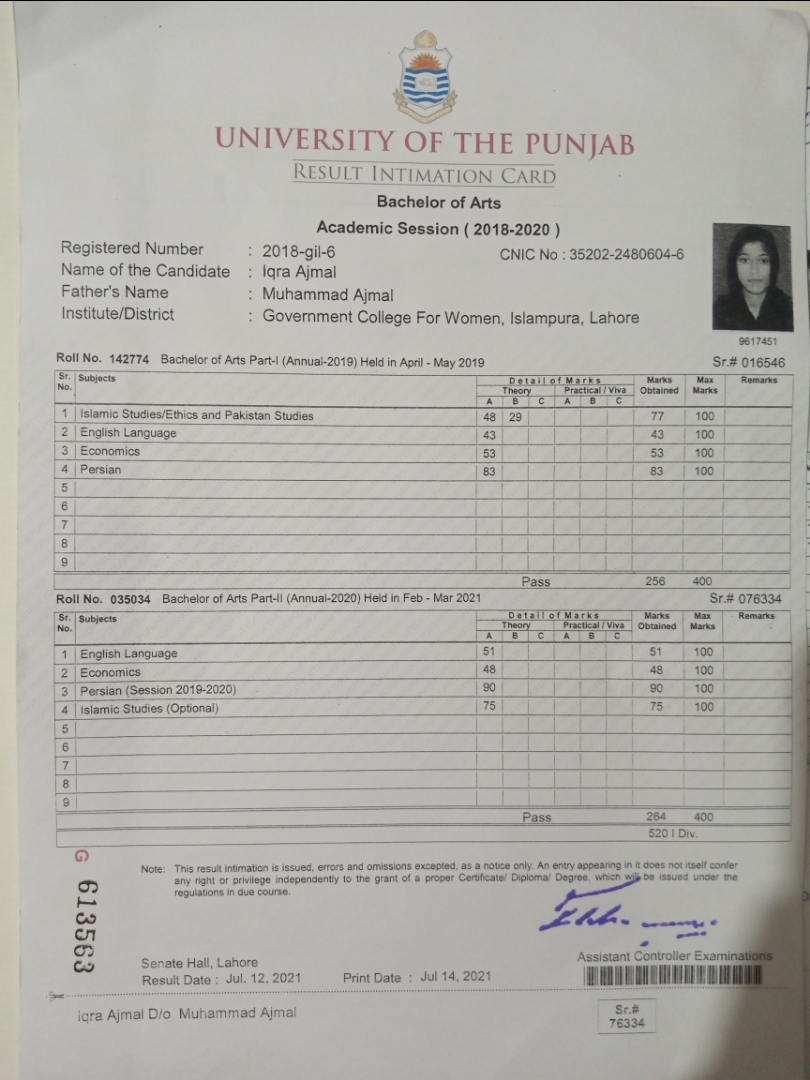 UNIVERSITY OF THE PUNJAB
RESULT INTIMATION CARD
Bachelor of Arts
Academic Session ( 2018-2020 )
Registered Number : 2018-gil-6 CNIC No : 35202-2480604-6
Name of the Candidate : Iqra Ajmal
Father's Name : Muhammad Ajmal
Institute/District : Government College For Women, Islampura, Lahore
9617451
Roll No. 142774 Bachelor of Arts Part-I (Annual-2019) Held in April - May 2019 Sr.# 016546
Sr. No. Subjects Detail of Marks Marks Obtained Max Marks Remarks
Theory Practical / Viva
A B C A B C
1 Islamic Studies/Ethics and Pakistan Studies 48 29 77 100
2 English Language 43 43 100
3 Economics 53 53 100
4 Persian 83 83 100
5
6
7
8
9
Pass 256 400
Roll No. 035034 Bachelor of Arts Part-II (Annual-2020) Held in Feb - Mar 2021 Sr.# 076334
Sr. No. Subjects Detail of Marks Marks Obtained Max Marks Remarks
Theory Practical / Viva
A B C A B C
1 English Language 51 51 100
2 Economics 48 48 100
3 Persian (Session 2019-2020) 90 90 100
4 Islamic Studies (Optional) 75 75 100
5
6
7
8
9
Pass 264 400
520 I Div.
G 613563
Note: This result intimation is issued, errors and omissions excepted, as a notice only. An entry appearing in it does not itself confer
any right or privilege independently to the grant of a proper Certificate/ Diploma/ Degree, which will be issued under the
regulations in due course.
Assistant Controller Examinations
Senate Hall, Lahore
Result Date : Jul. 12, 2021 Print Date : Jul 14, 2021
Iqra Ajmal D/o Muhammad Ajmal
Sr.#
76334